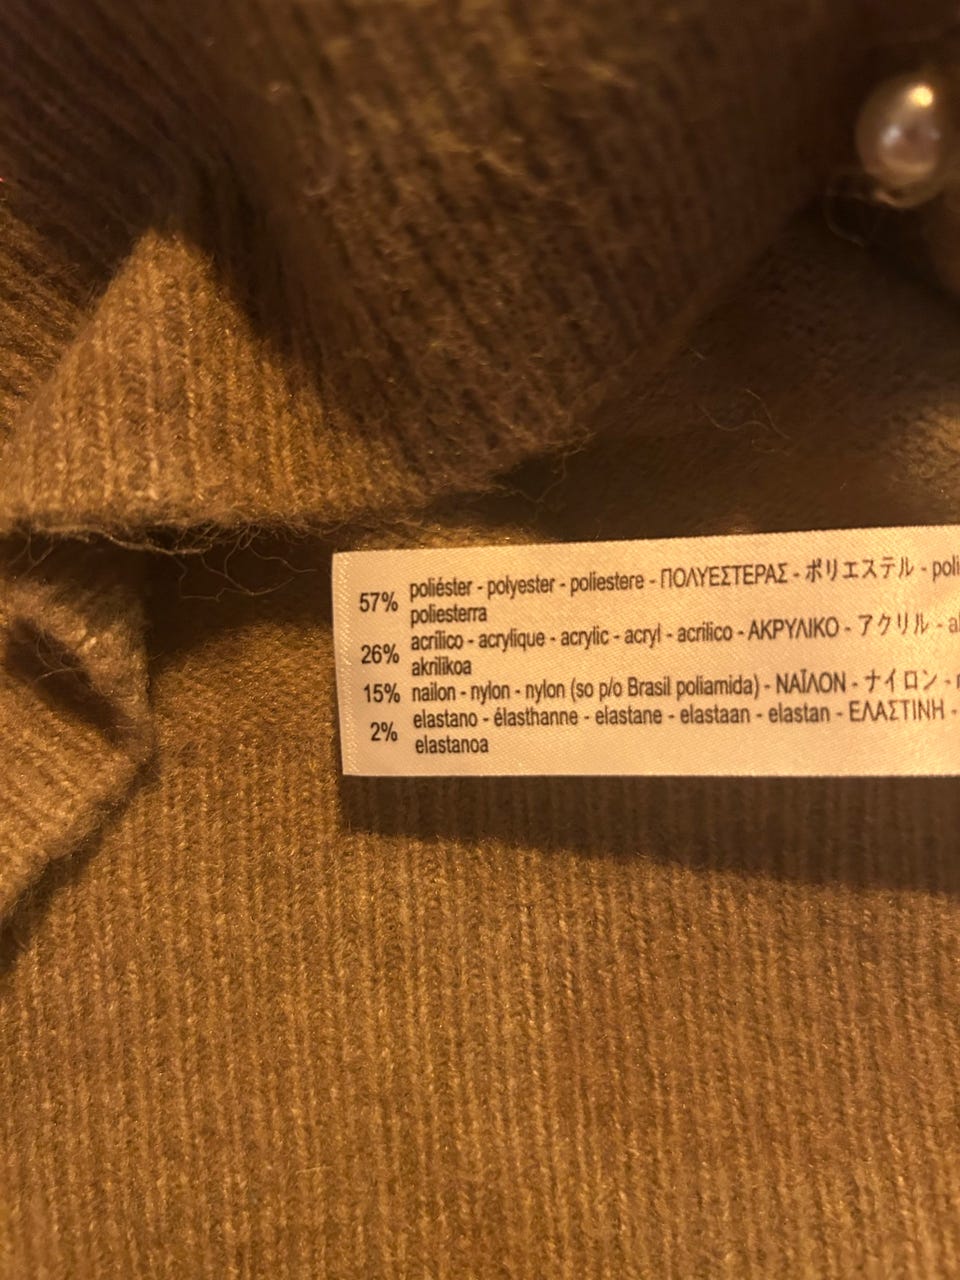 57% poliéster - polyester - poliestere - ΠΟΛΥΕΣΤΕΡΑΣ - ポリエステル -
poliesterra
26% acrílico - acrylique - acrylic - acryl - acrilico - ΑΚΡΥΛΙΚΟ - アクリル -
akrilikoa
15% nailon - nylon - nylon (so p/o Brasil poliamida) - ΝΑΪΛΟΝ - ナイロン -
2% elastano - élasthanne - elastane - elastaan - elastan - ΕΛΑΣΤΙΝΗ -
elastanoa